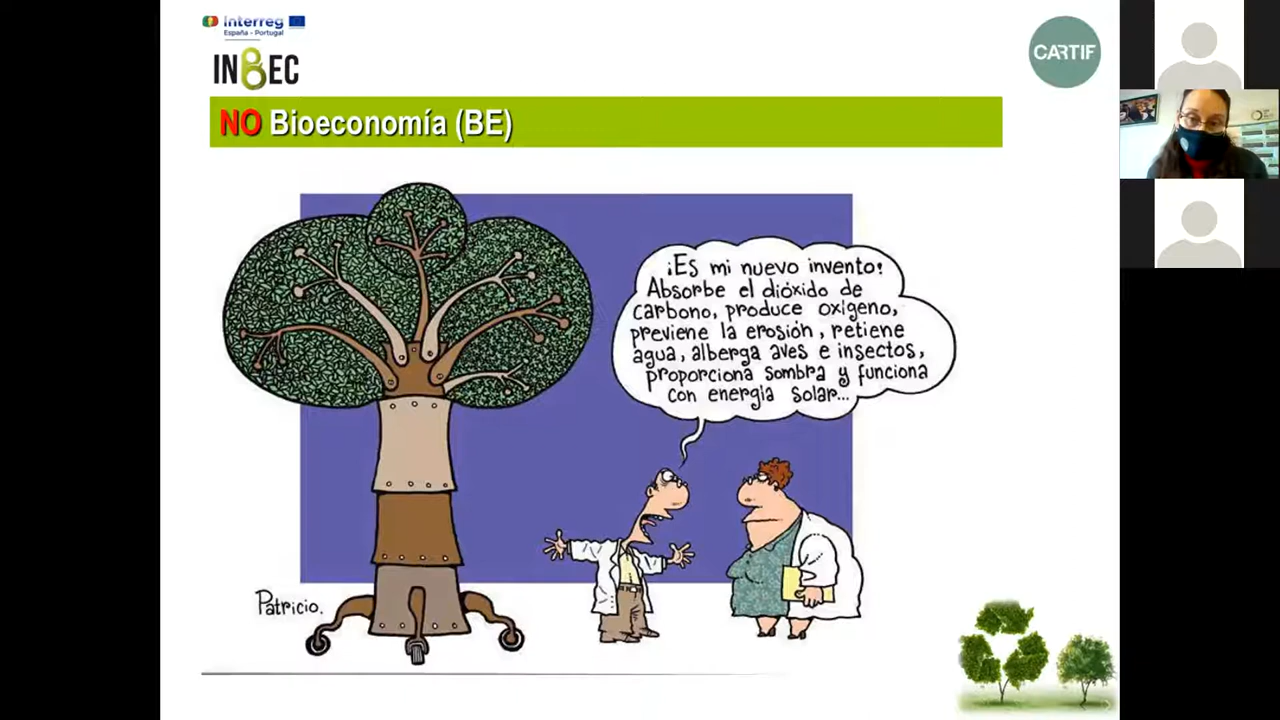 Interreg
España - Portugal
IN8EC
CARTIF
NO Bioeconomía (BE)
¡Es mi nuevo invento!
Absorbe el dióxido de
carbono, produce oxígeno,
previene la erosión, retiene
agua, alberga aves e insectos,
proporciona sombra y funciona
con energía solar...
Patricio.